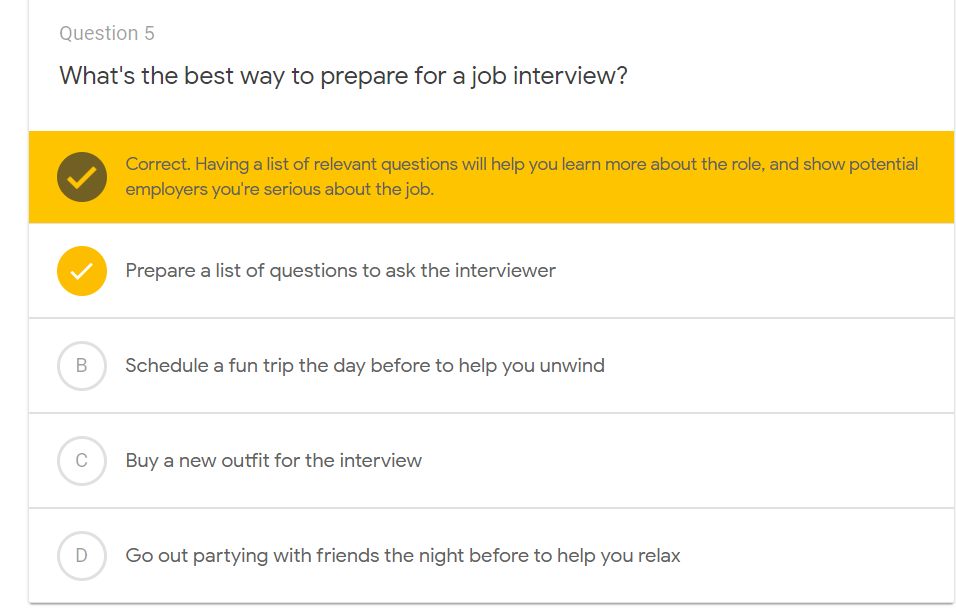 Question 5
What's the best way to prepare for a job interview?
Correct. Having a list of relevant questions will help you learn more about the role, and show potential
employers you're serious about the job.
Prepare a list of questions to ask the interviewer
B Schedule a fun trip the day before to help you unwind
C Buy a new outfit for the interview
D Go out partying with friends the night before to help you relax